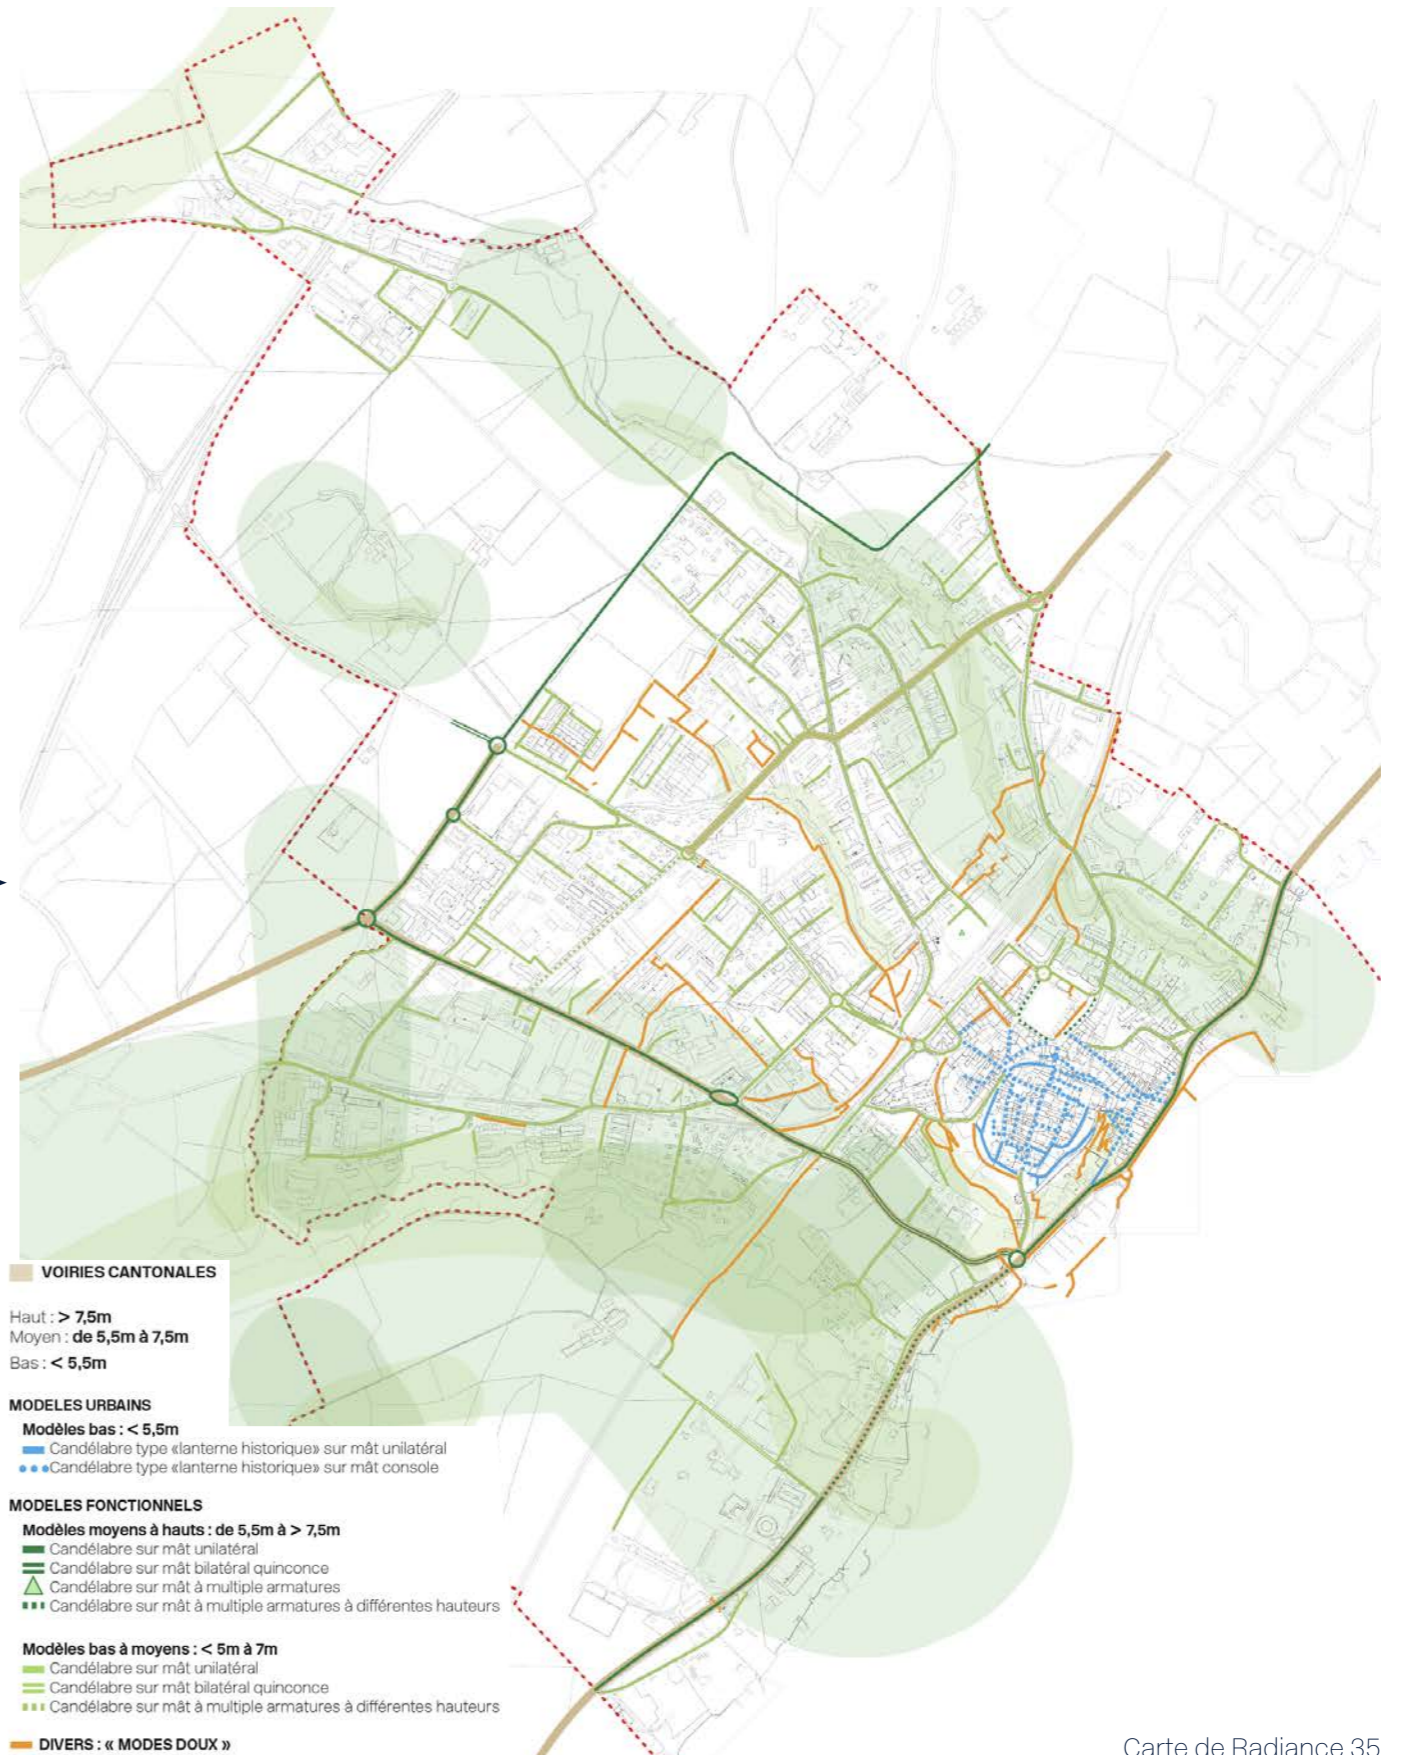 VOIRIES CANTONALES
Haut : > 7,5m
Moyen : de 5,5m à 7,5m
Bas : < 5,5m
MODELES URBAINS
Modèles bas : < 5,5m
Candélabre type «lanterne historique» sur mât unilatéral
Candélabre type «lanterne historique» sur mât console
MODELES FONCTIONNELS
Modèles moyens à hauts : de 5,5m à > 7,5m
Candélabre sur mât unilatéral
Candélabre sur mât bilatéral quinconce
Candélabre sur mât à multiple armatures
Candélabre sur mât à multiple armatures à différentes hauteurs
Modèles bas à moyens : < 5m à 7m
Candélabre sur mât unilatéral
Candélabre sur mât bilatéral quinconce
Candélabre sur mât à multiple armatures à différentes hauteurs
DIVERS : « MODES DOUX »
Carte de Radiance 35